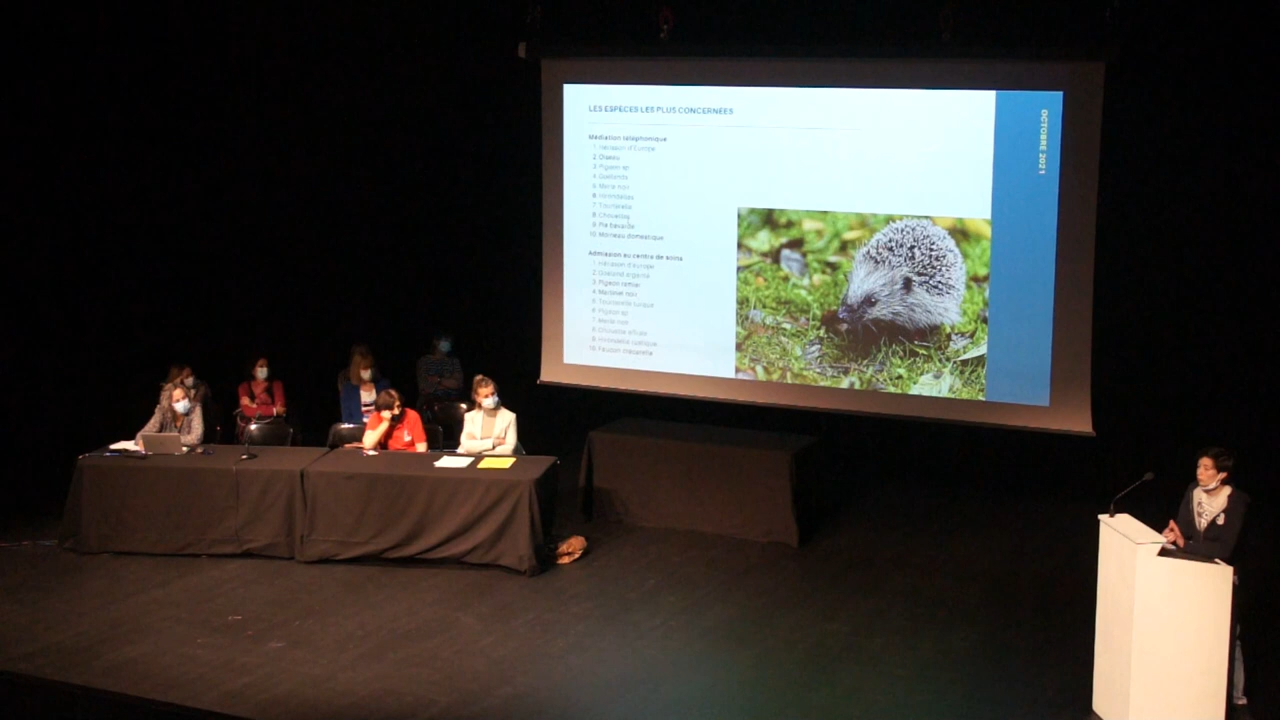 LES ESPÈCES LES PLUS CONCERNÉES
OCTOBRE 2021
Médiation téléphonique
1. Hérisson d'Europe
2. Oiseau
3. Pigeon sp
4. Goélands
5. Merle noir
6. Hirondelles
7. Tourterelle
8. Chouettes
9. Pie bavarde
10. Moineau domestique
Admission au centre de soins
1. Hérisson d'europe
2. Goéland argenté
3. Pigeon ramier
4. Martinet noir
5. Tourterelle turque
6. Pigeon sp
7. Merle noir
8. Chouette effraie
9. Hirondelle rustique
10. Faucon crécerelle